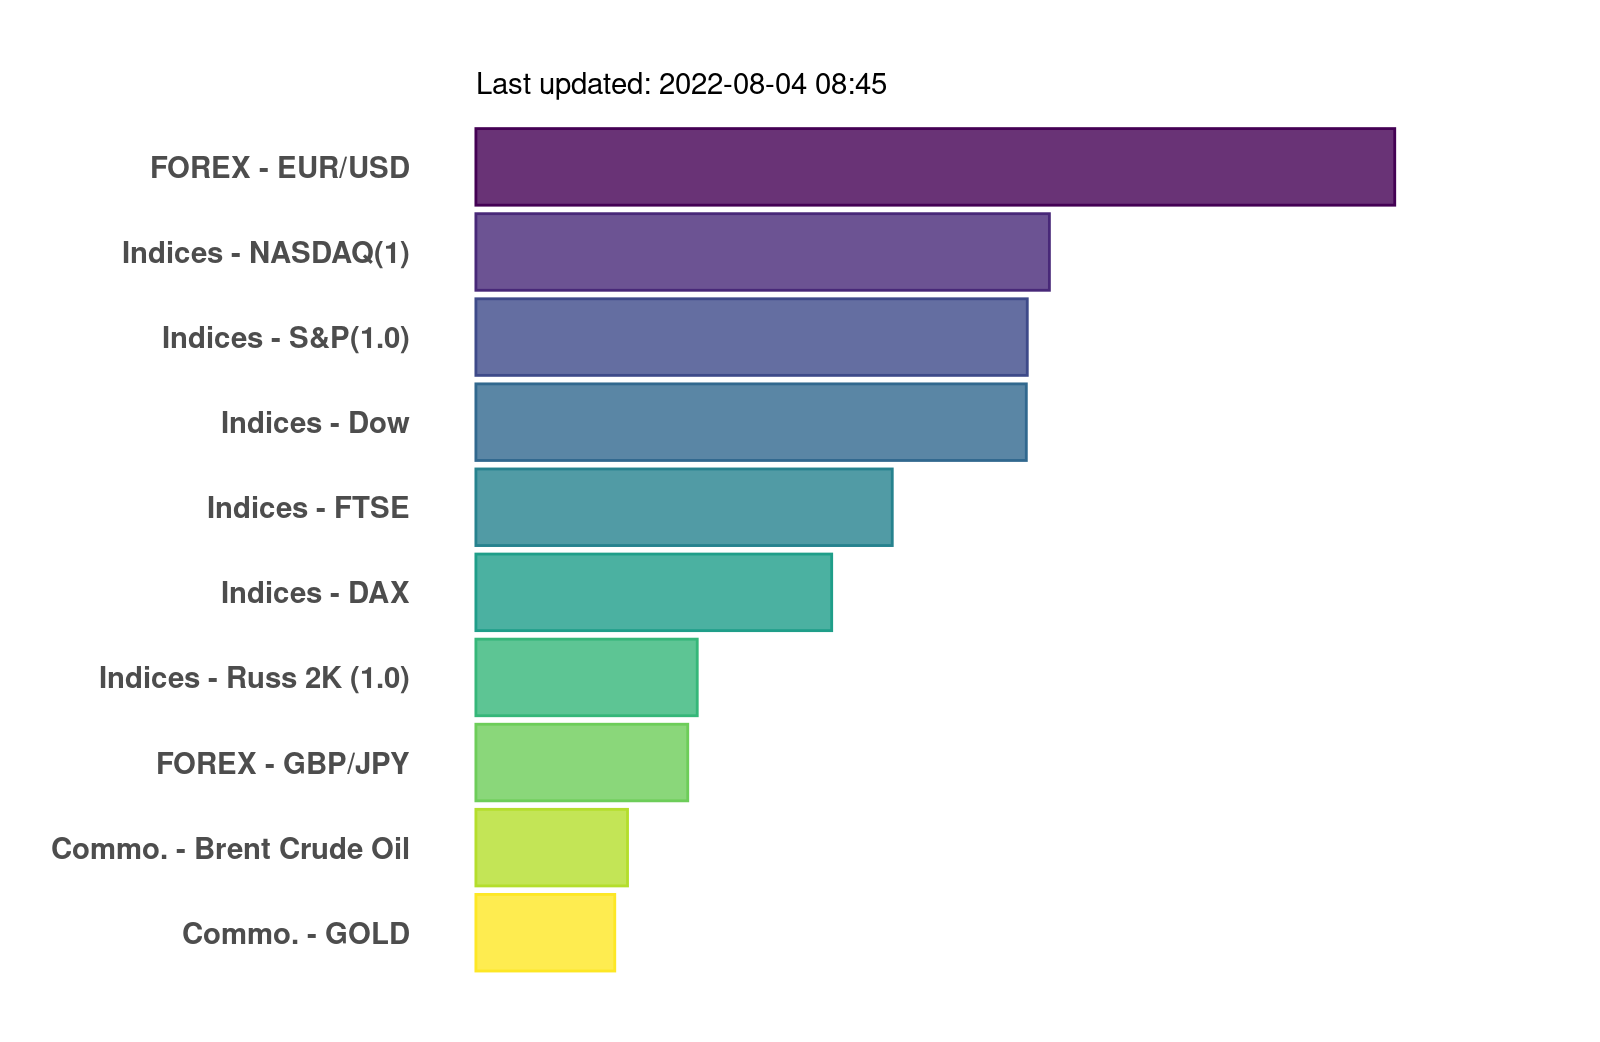 Last updated: 2022-08-04 08:45
FOREX - EUR/USD
Indices - NASDAQ(1)
Indices - S&P(1.0)
Indices - Dow
Indices - FTSE
Indices - DAX
Indices - Russ 2K (1.0)
FOREX - GBP/JPY
Commo. - Brent Crude Oil
Commo. - GOLD